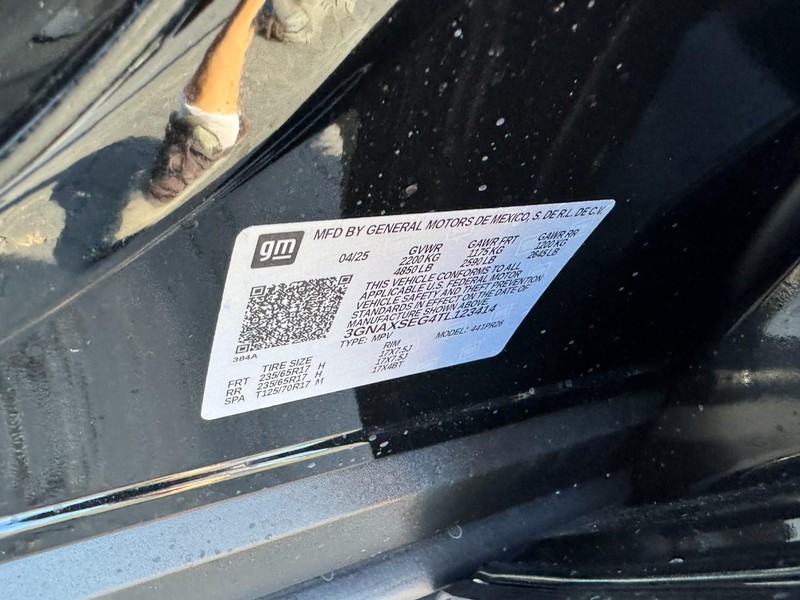 gm
MFD BY GENERAL MOTORS DE MEXICO, S. DE R.L. DE C.V.
04/25 GVWR GAWR FRT GAWR RR
2200 KG 1175 KG 1200 KG
4850 LB 2590 LB 2645 LB
THIS VEHICLE CONFORMS TO ALL
APPLICABLE U.S. FEDERAL MOTOR
VEHICLE SAFETY AND THEFT PREVENTION
STANDARDS IN EFFECT ON THE DATE OF
MANUFACTURE SHOWN ABOVE.
3GNAXSEG4TL123414
TYPE: MPV MODEL: 441PR26
3B4A
TIRE SIZE RIM
FRT 235/65R17 H 17X7.5J
RR 235/65R17 H 17X7.5J
SPA T125/70R17 M 17X4BT